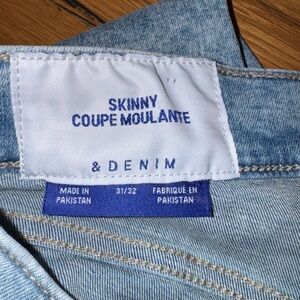 SKINNY
COUPE MOULANTE
& DENIM
MADE IN 31/32 FABRIQUÉ EN
PAKISTAN PAKISTAN